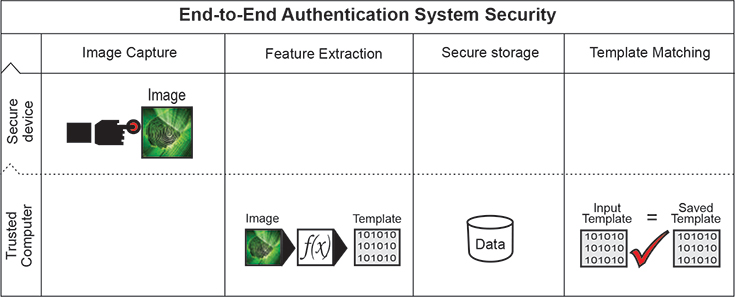 End-to-End Authentication System Security
Image Capture
Feature Extraction
Secure storage
Template Matching
Secure
device
Image
Trusted
Computer
Image
f(x)
Template
101010
101010
101010
Data
Input
Template
=
Saved
Template
101010
101010
101010
101010
101010
101010